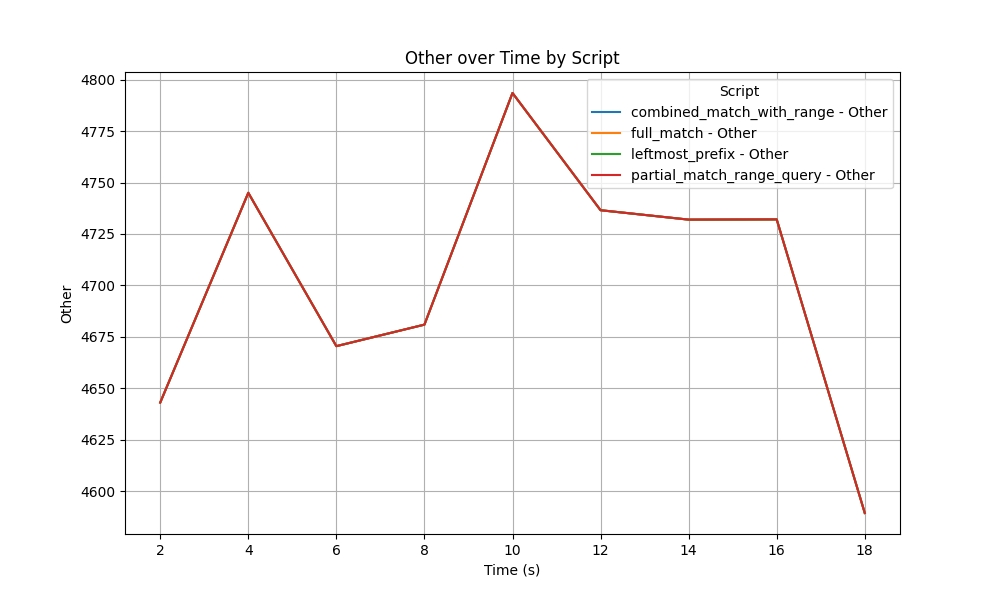 Other over Time by Script
Script
combined_match_with_range - Other
full_match - Other
leftmost_prefix - Other
partial_match_range_query - Other
Other
4800
4775
4750
4725
4700
4675
4650
4625
4600
2 4 6 8 10 12 14 16 18
Time (s)